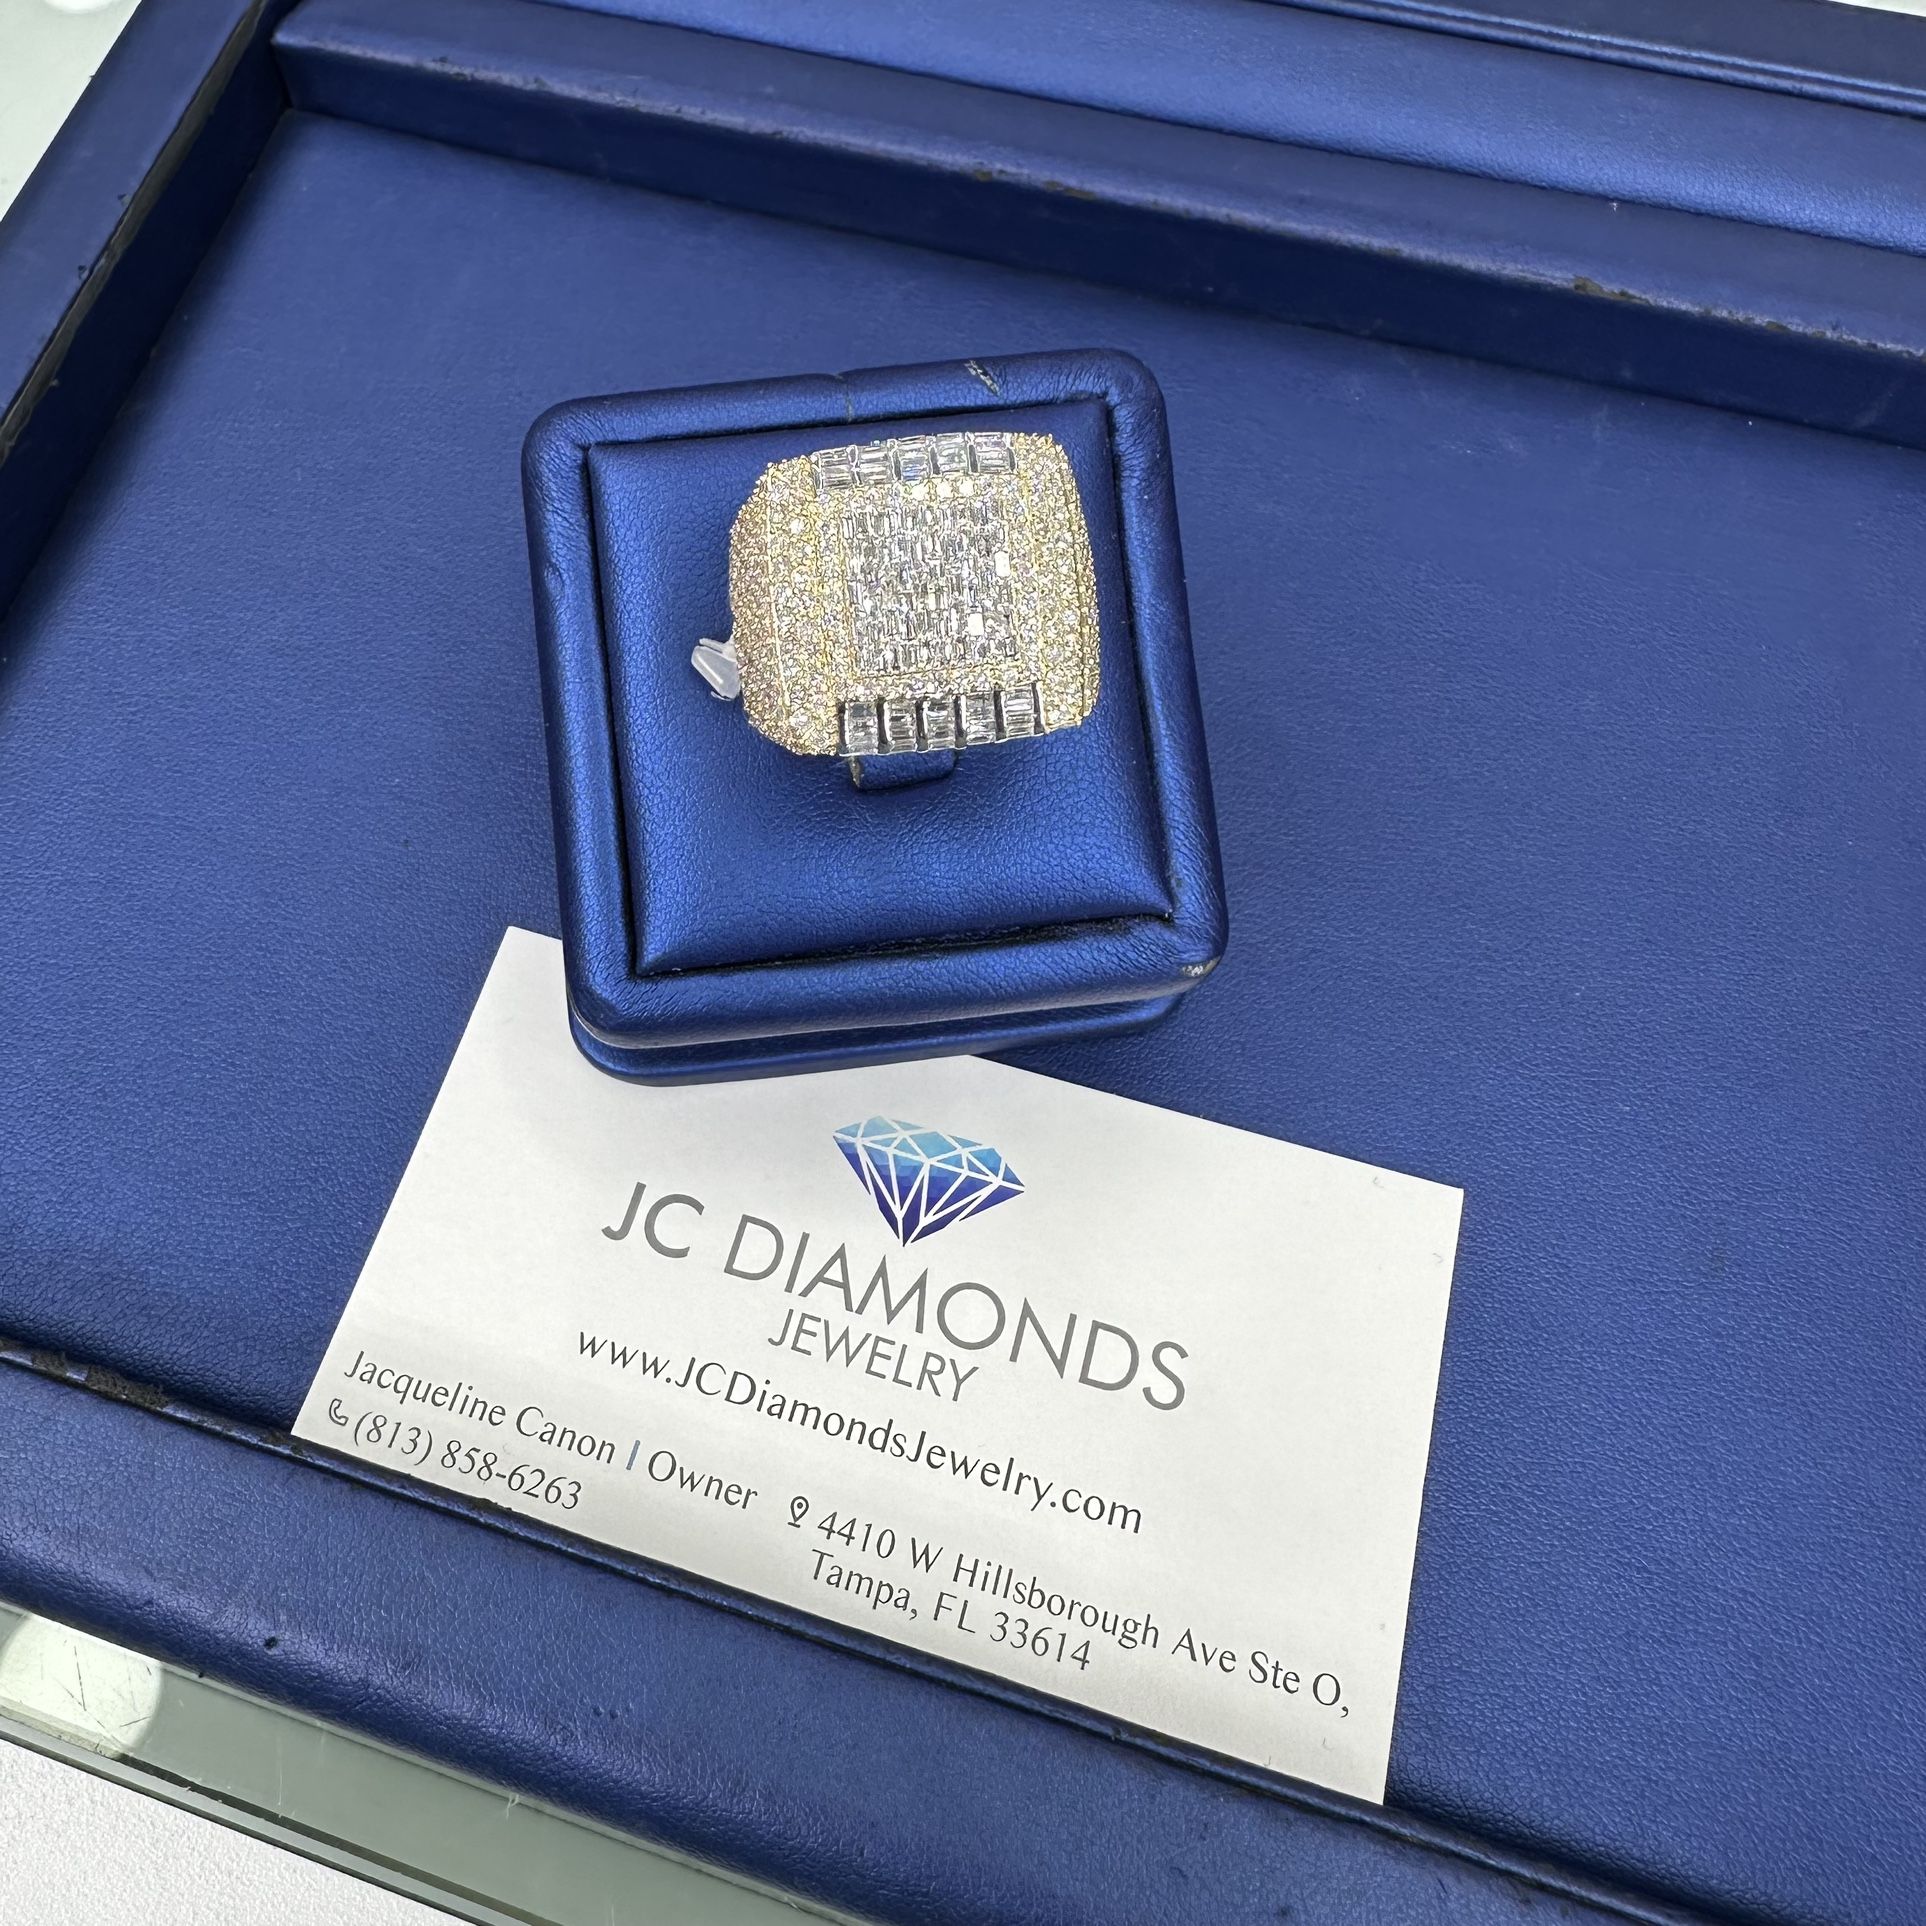 JC DIAMONDS
JEWELRY
www.JCDiamondsJewelry.com
Jacqueline Canon | Owner
(813) 858-6263
4410 W Hillsborough Ave Ste O,
Tampa, FL 33614